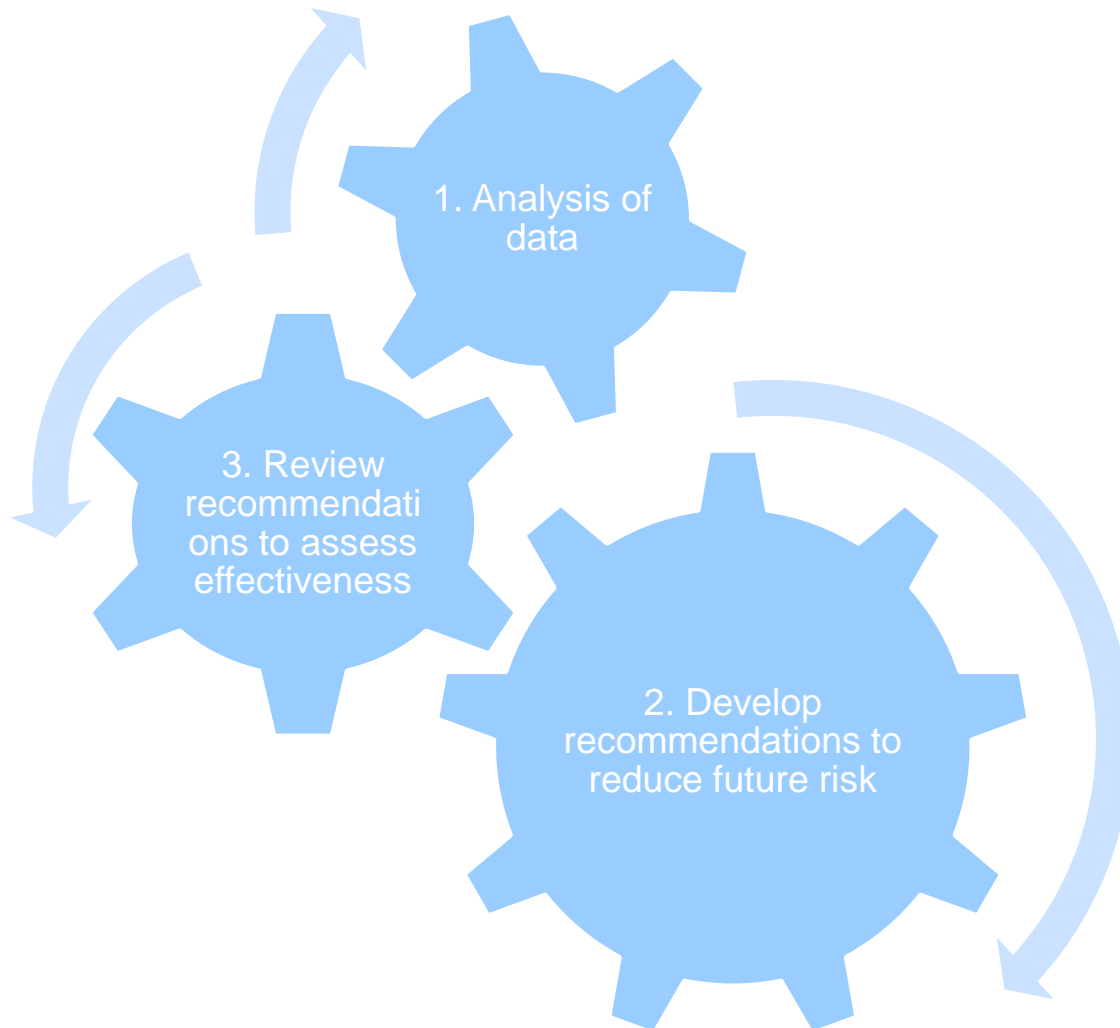 1. Analysis of
data
3. Review
recommendati
ons to assess
effectiveness
2. Develop
recommendations to
reduce future risk